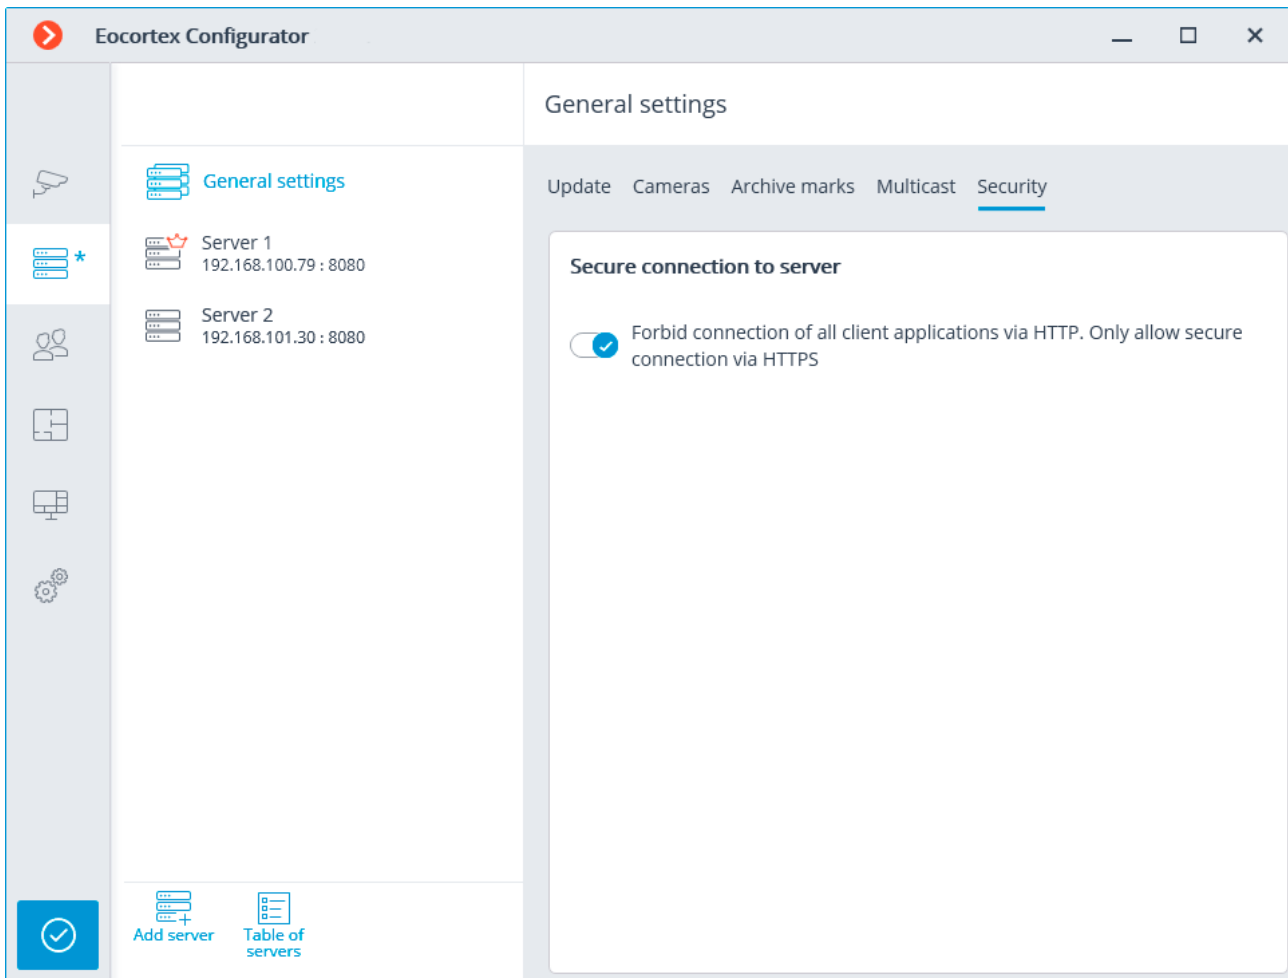 Eocortex Configurator
General settings
General settings
Server 1
192.168.100.79 : 8080
Server 2
192.168.101.30 : 8080
Update Cameras Archive marks Multicast Security
Secure connection to server
Forbid connection of all client applications via HTTP. Only allow secure
connection via HTTPS
*
Add server
Table of
servers